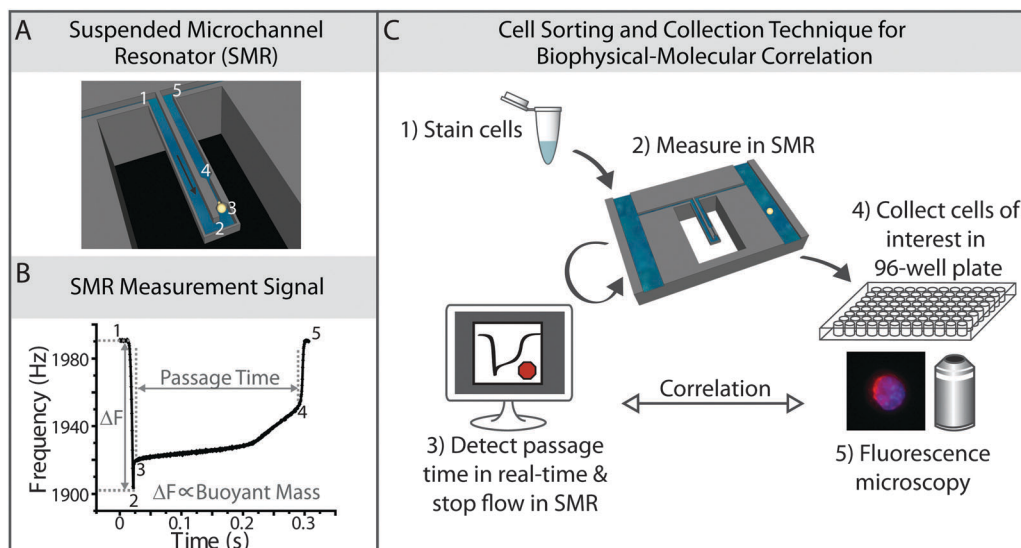 A
Suspended Microchannel
Resonator (SMR)
1
5
4
3
2
B
SMR Measurement Signal
1
5
1980
Passage Time
Frequency (Hz)
ΔF
1940
4
3
1900
2
ΔF∝Buoyant Mass
0
0.1
0.2
0.3
Time (s)
C
Cell Sorting and Collection Technique for
Biophysical-Molecular Correlation
1) Stain cells
2) Measure in SMR
4) Collect cells of
interest in
96-well plate
Correlation
3) Detect passage
time in real-time &
stop flow in SMR
5) Fluorescence
microscopy